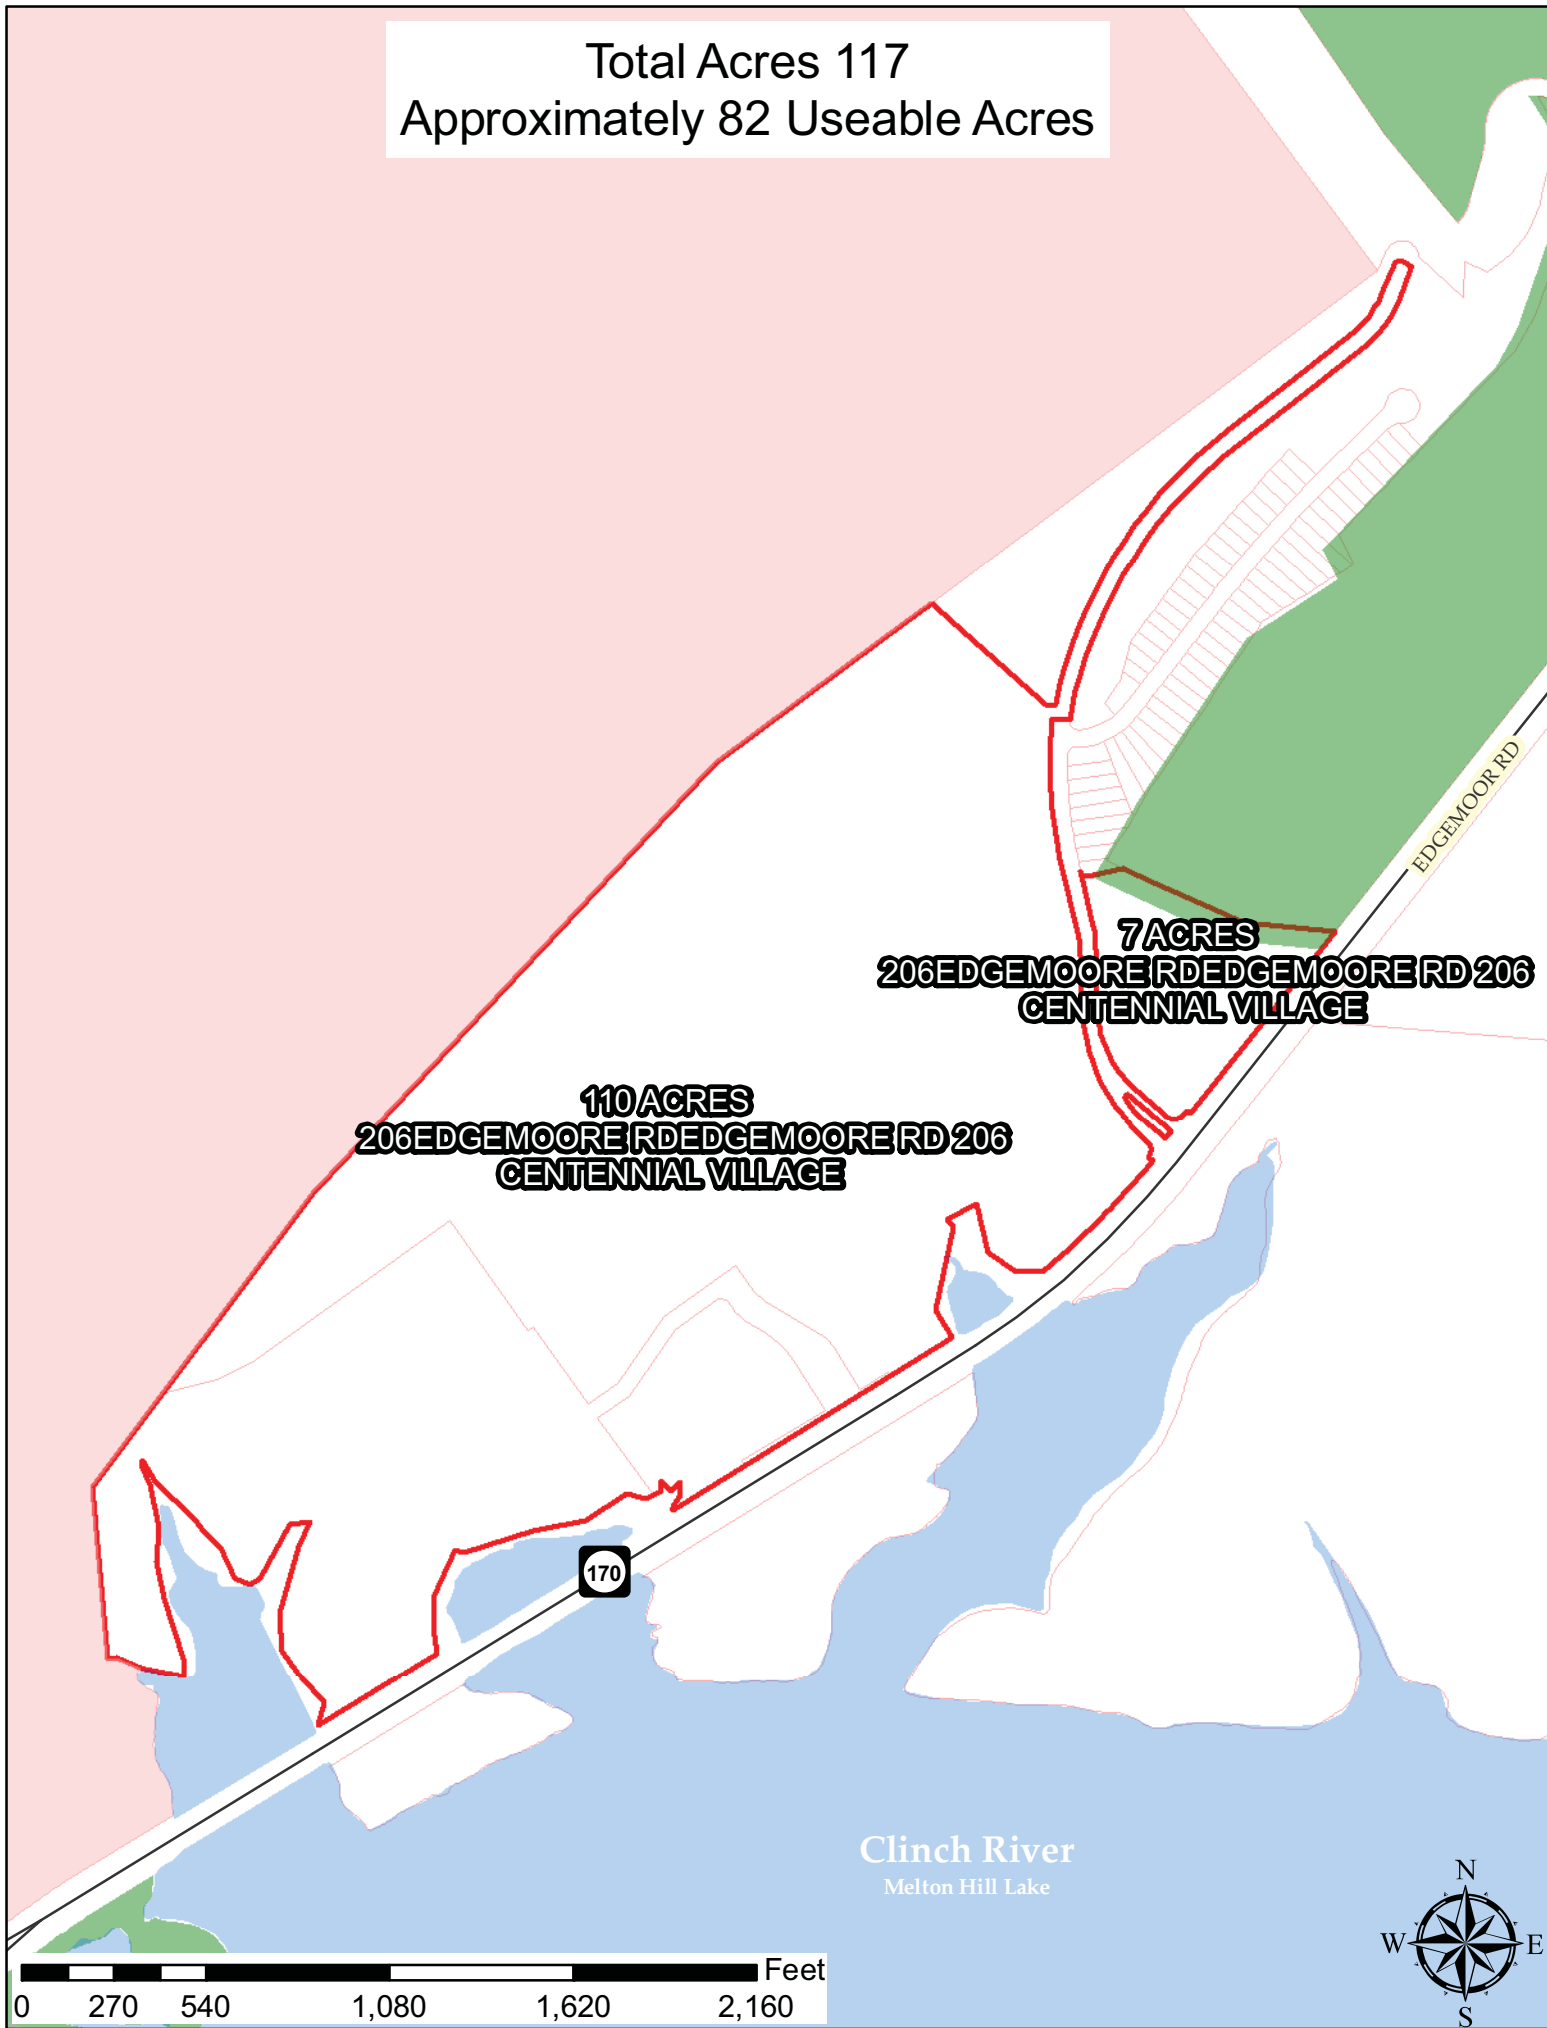 Total Acres 117
Approximately 82 Useable Acres
EDGEMOOR RD
7 ACRES
206EDGEMOORE RDEDGEMOORE RD 206
CENTENNIAL VILLAGE
110 ACRES
206EDGEMOORE RDEDGEMOORE RD 206
CENTENNIAL VILLAGE
170
Clinch River
Melton Hill Lake
N
W E
S
Feet
0 270 540 1,080 1,620 2,160